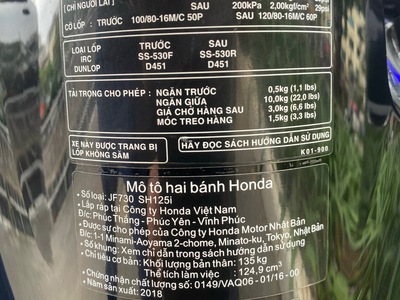 [ CHỈ NGƯỜI LÁI ] SAU 200kPa 2,00kgf/cm² 29psi
CỠ LỐP : TRƯỚC 100/80-16M/C 50P SAU 120/80-16M/C 60P
LOẠI LỐP TRƯỚC SAU
IRC SS-530F SS-530R
DUNLOP D451 D451
TẢI TRỌNG CHO PHÉP : NGĂN TRƯỚC 0,5kg (1,1 lbs)
NGĂN GIỮA 10,0kg (22,0 lbs)
GIÁ CHỞ HÀNG SAU 3,0kg (6,6 lbs)
MÓC TREO HÀNG 1,5kg (3,3 lbs)
XE NÀY ĐƯỢC TRANG BỊ LỐP KHÔNG SĂM
HÃY ĐỌC SÁCH HƯỚNG DẪN SỬ DỤNG
K01-900
Mô tô hai bánh Honda
- Số loại: JF730 SH125i
- Lắp ráp tại Công ty Honda Việt Nam
Đ/c: Phúc Thắng - Phúc Yên - Vĩnh Phúc
- Được sự cho phép của Công ty Honda Motor Nhật Bản
Đ/c: 1-1 Minami-Aoyama 2-chome, Minato-ku, Tokyo, Nhật Bản
- Số khung: Xem chỉ dẫn trong sách hướng dẫn sử dụng
- Chỉ tiêu cơ bản: Khối lượng bản thân: 135 kg
Thể tích làm việc : 124,9 cm³
- Chứng nhận chất lượng số : 0149/VAQ06 - 01/16 - 00
- Năm sản xuất: 2018